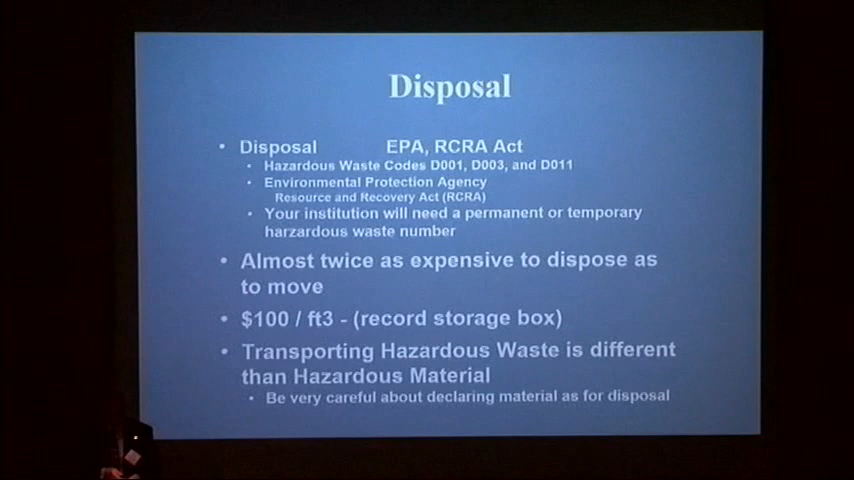 Disposal
• Disposal EPA, RCRA Act
• Hazardous Waste Codes D001, D003, and D011
• Environmental Protection Agency
Resource and Recovery Act (RCRA)
• Your institution will need a permanent or temporary
harzardous waste number
• Almost twice as expensive to dispose as
to move
• $100 / ft3 - (record storage box)
• Transporting Hazardous Waste is different
than Hazardous Material
• Be very careful about declaring material as for disposal